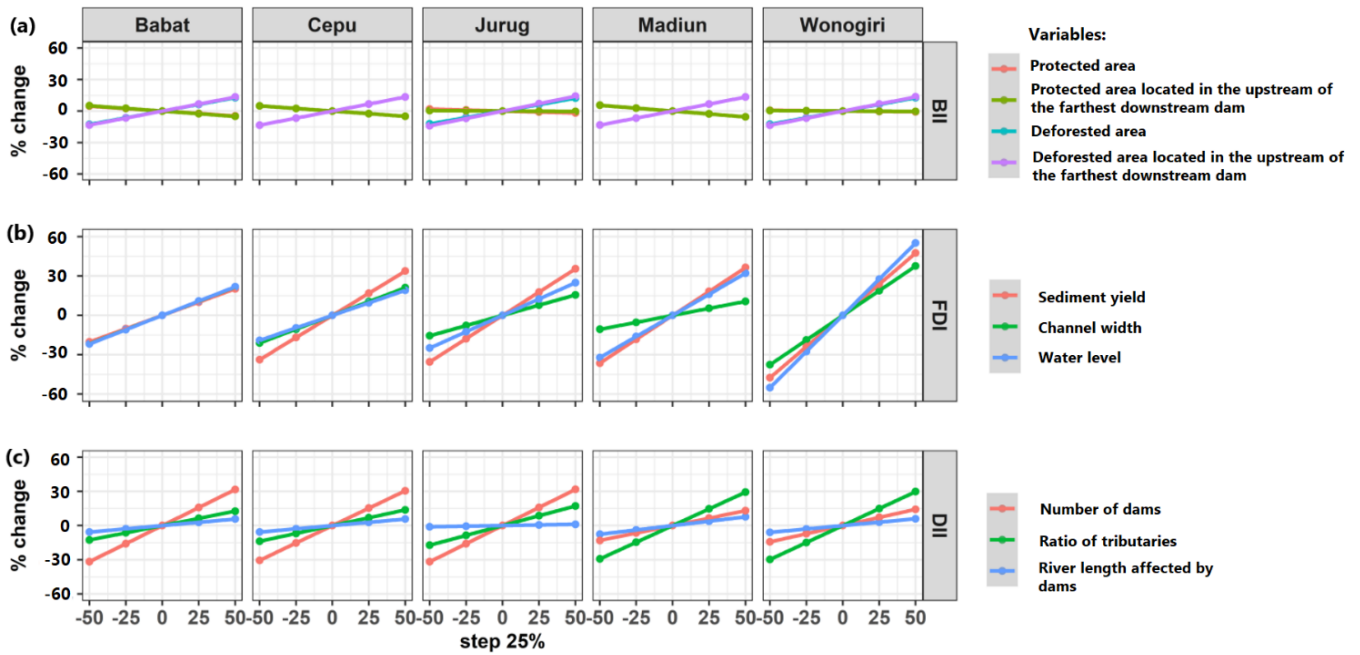 (a)
Babat Cepu Jurug Madiun Wonogiri
60
30
0
-30
-60
% change
BII
Variables:
Protected area
Protected area located in the upstream of
the farthest downstream dam
Deforested area
Deforested area located in the upstream of
the farthest downstream dam
(b)
60
30
0
-30
-60
% change
FDI
Sediment yield
Channel width
Water level
(c)
60
30
0
-30
-60
% change
DII
Number of dams
Ratio of tributaries
River length affected by
dams
-50 -25 0 25 50 -50 -25 0 25 50 -50 -25 0 25 50 -50 -25 0 25 50 -50 -25 0 25 50
step 25%